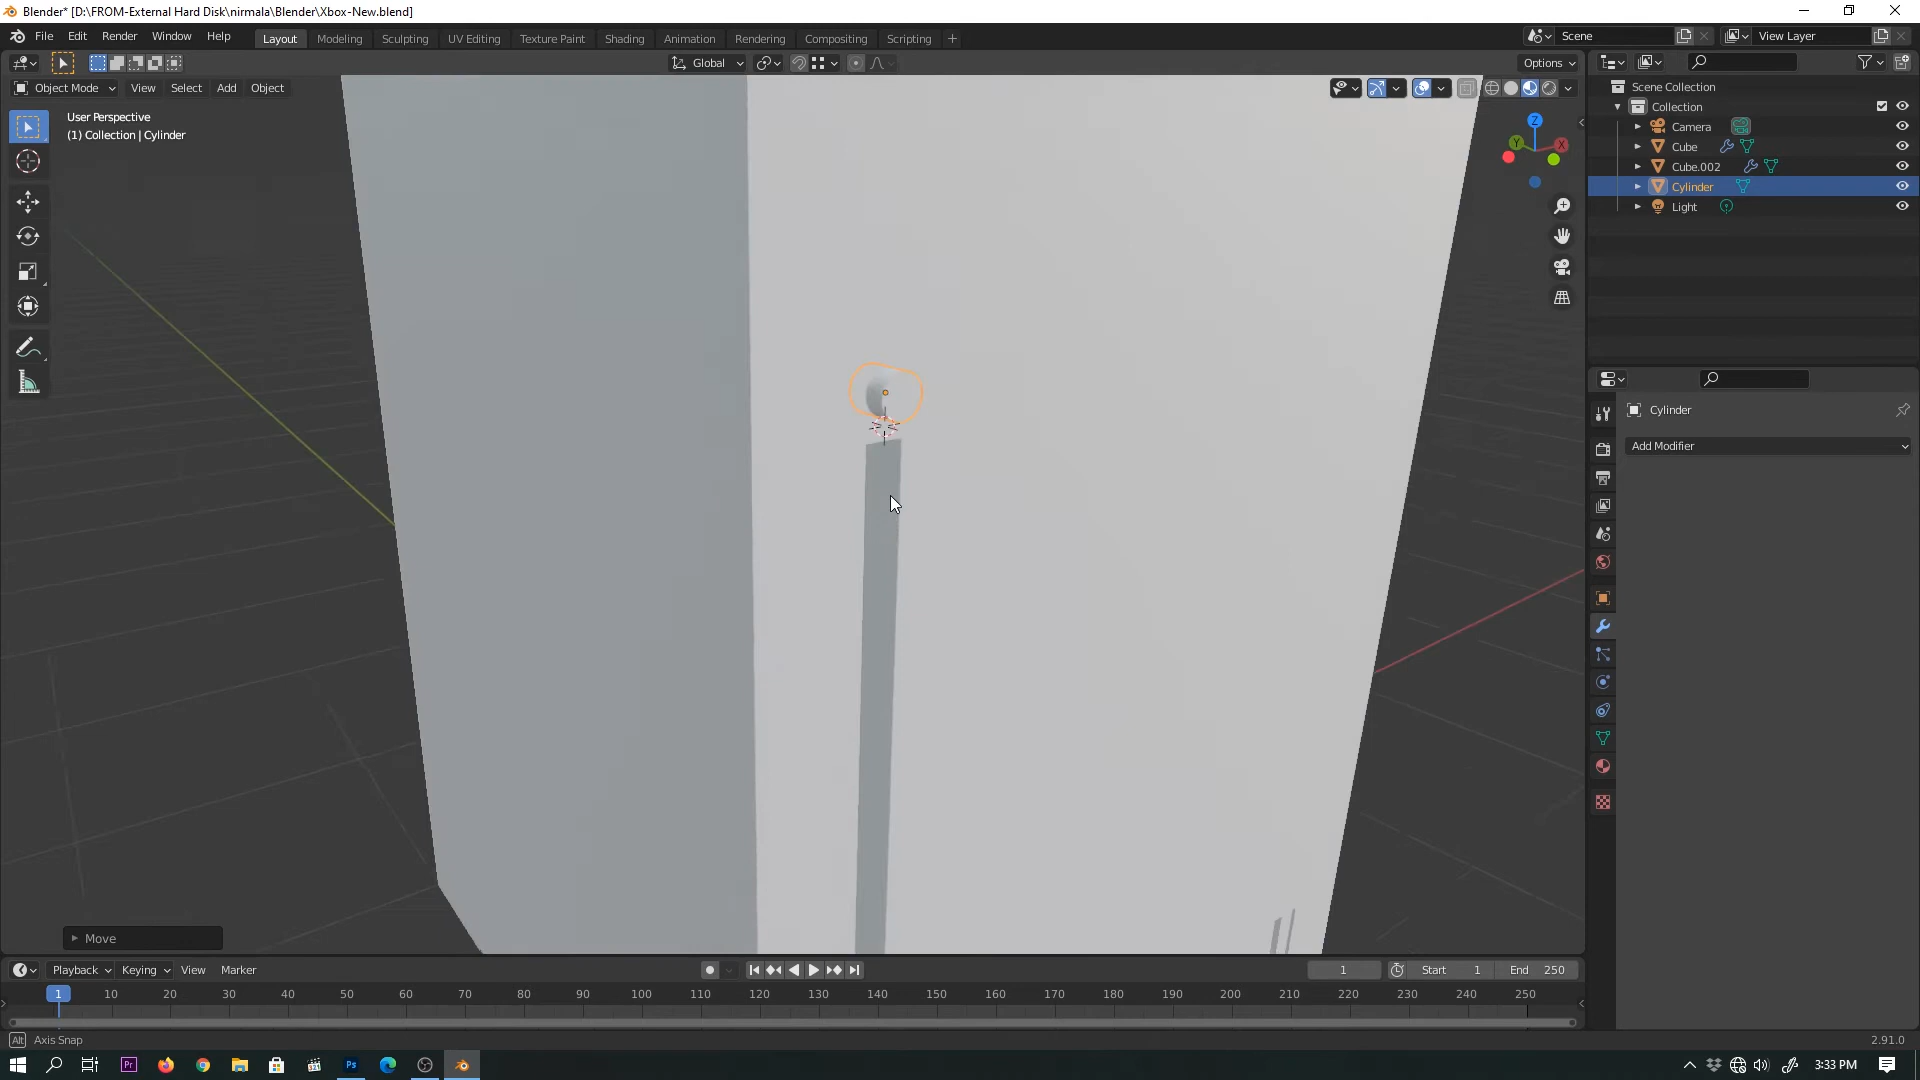 Blender* [D:\FROM-External Hard Disk\nirmala\Blender\Xbox-New.blend]
File Edit Render Window Help
Layout Modeling Sculpting UV Editing Texture Paint Shading Animation Rendering Compositing Scripting +
Scene
View Layer
Global
Options
Object Mode View Select Add Object
User Perspective
(1) Collection | Cylinder
Z
Y
X
Scene Collection
Collection
Camera
Cube
Cube.002
Cylinder
Light
Cylinder
Add Modifier
Move
Playback Keying View Marker
1
Start 1
End 250
1 10 20 30 40 50 60 70 80 90 100 110 120 130 140 150 160 170 180 190 200 210 220 230 240 250
Alt Axis Snap
2.91.0
Pr
Ps
3:33 PM